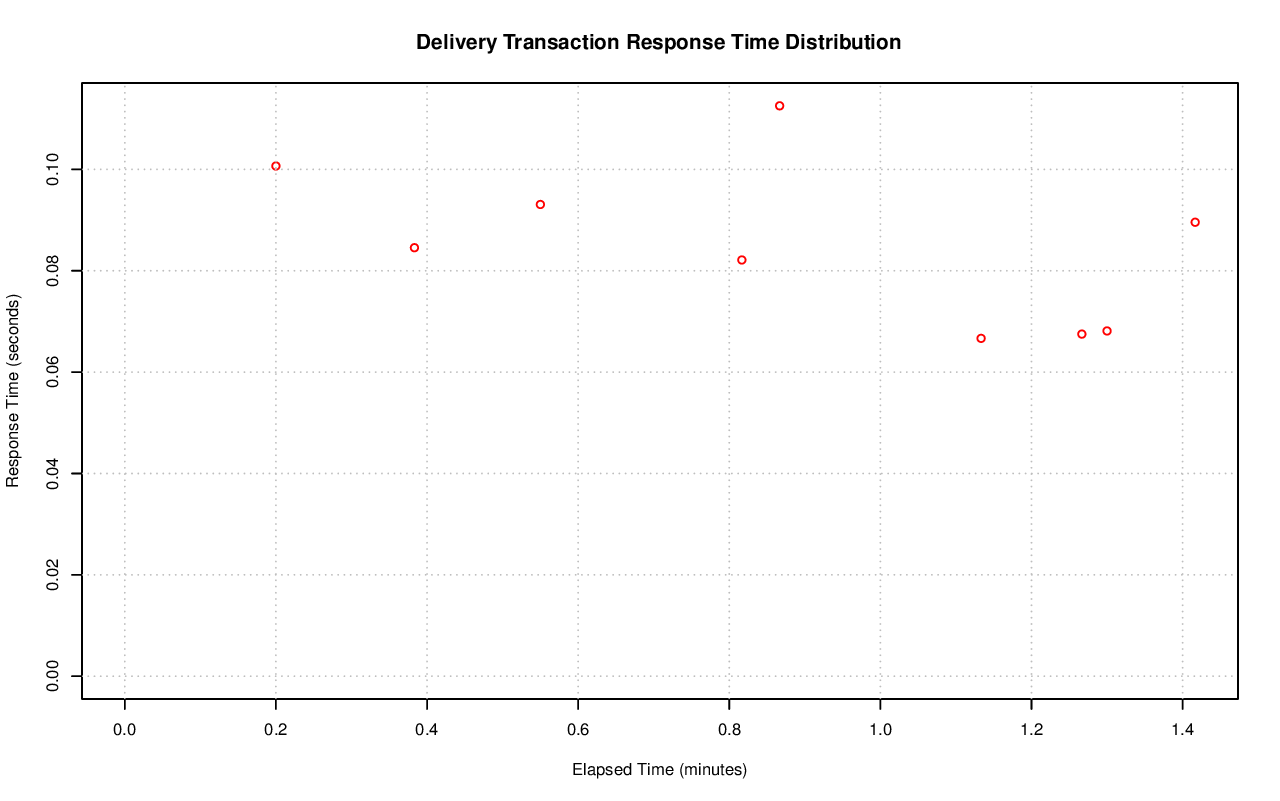 Delivery Transaction Response Time Distribution
Response Time (seconds)
0.10
0.08
0.06
0.04
0.02
0.00
0.0 0.2 0.4 0.6 0.8 1.0 1.2 1.4
Elapsed Time (minutes)